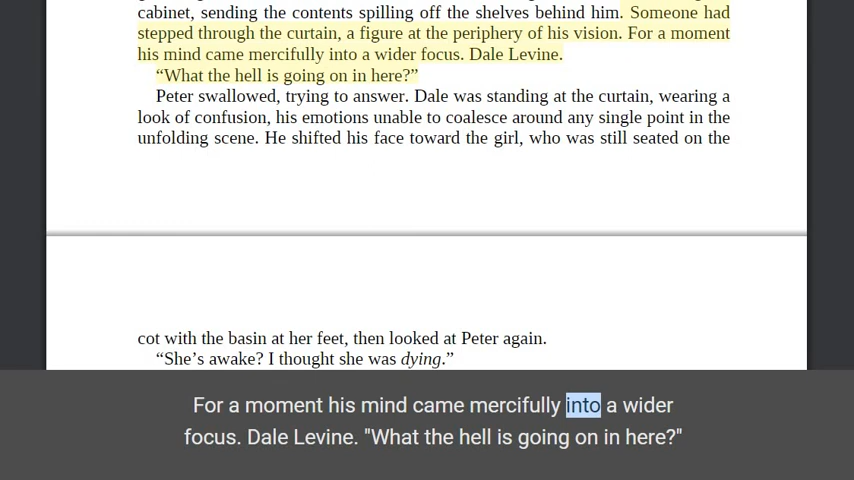 cabinet, sending the contents spilling off the shelves behind him. Someone had
stepped through the curtain, a figure at the periphery of his vision. For a moment
his mind came mercifully into a wider focus. Dale Levine.
“What the hell is going on in here?”
Peter swallowed, trying to answer. Dale was standing at the curtain, wearing a
look of confusion, his emotions unable to coalesce around any single point in the
unfolding scene. He shifted his face toward the girl, who was still seated on the
cot with the basin at her feet, then looked at Peter again.
“She’s awake? I thought she was dying.”
For a moment his mind came mercifully into a wider
focus. Dale Levine. "What the hell is going on in here?"